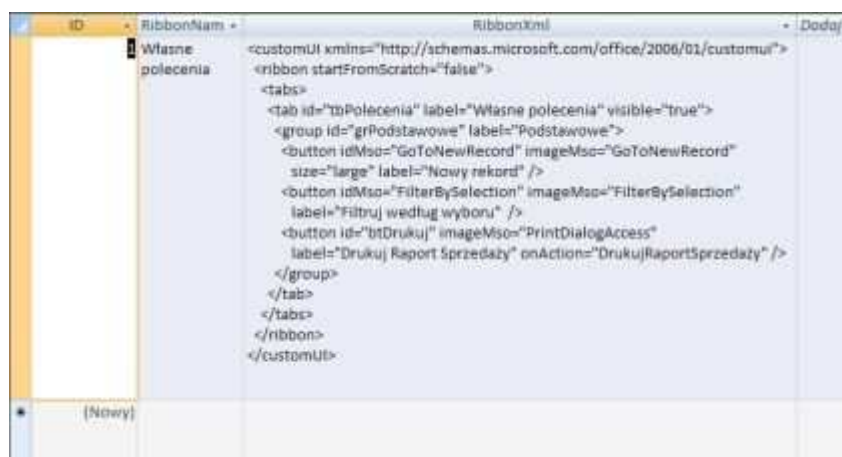 ID RibbonNam RibbonXml Dodaj
1 Własne <customUI xmlns="http://schemas.microsoft.com/office/2006/01/customui">
polecenia <ribbon startFromScratch="false">
<tabs>
<tab id="tbPolecenia" label="Własne polecenia" visible="true">
<group id="grPodstawowe" label="Podstawowe">
<button idMso="GoToNewRecord" imageMso="GoToNewRecord"
size="large" label="Nowy rekord" />
<button idMso="FilterBySelection" imageMso="FilterBySelection"
label="Filtruj według wyboru" />
<button id="btDrukuj" imageMso="PrintDialogAccess"
label="Drukuj Raport Sprzedaży" onAction="DrukujRaportSprzedaży" />
</group>
</tab>
</tabs>
</ribbon>
</customUI>
(Nowy)